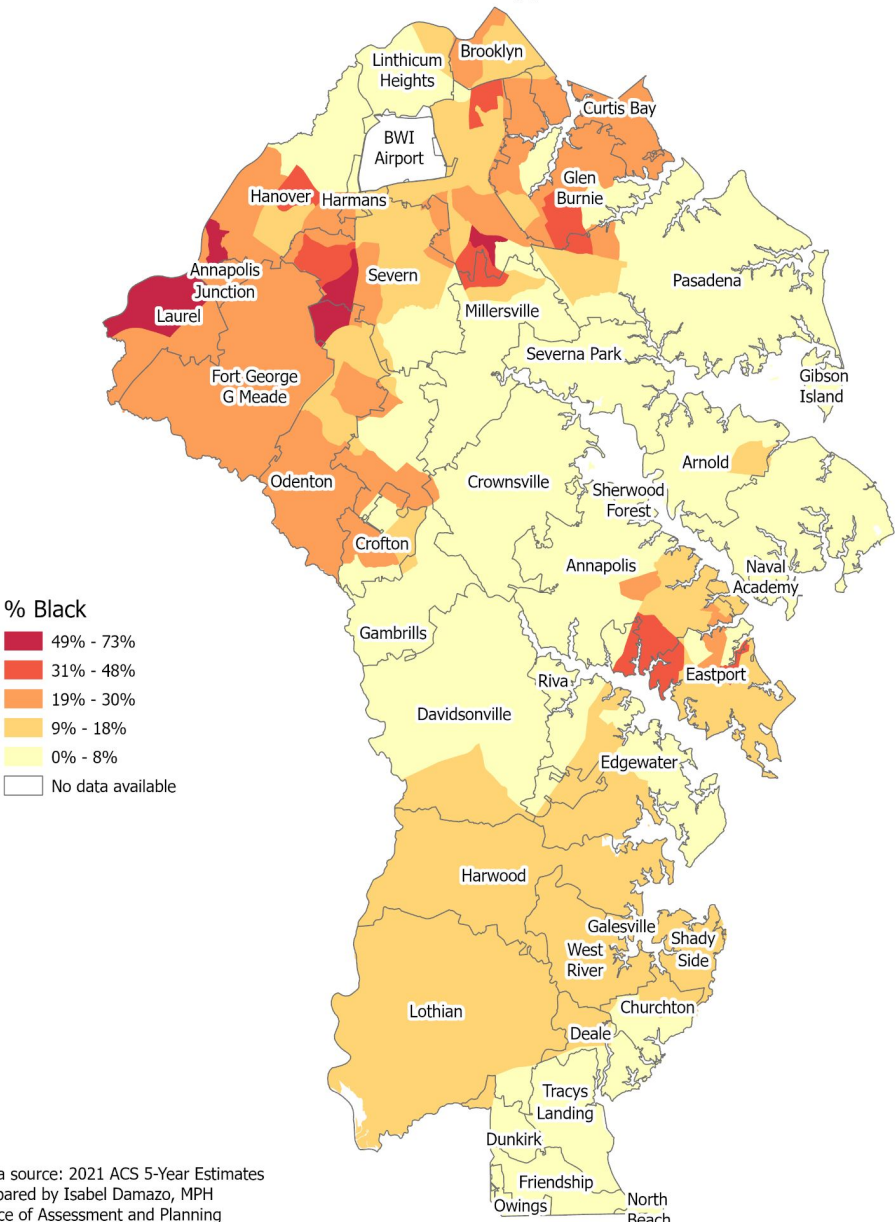 Linthicum
Heights
Brooklyn
Curtis Bay
BWI
Airport
Glen
Burnie
Hanover
Harmans
Annapolis
Junction
Severn
Pasadena
Laurel
Millersville
Severna Park
Fort George
G Meade
Gibson
Island
Arnold
Odenton
Crownsville
Sherwood
Forest
Crofton
Annapolis
Naval
Academy
% Black
49% - 73%
31% - 48%
19% - 30%
9% - 18%
0% - 8%
No data available
Gambrills
Riva
Eastport
Davidsonville
Edgewater
Harwood
Galesville
Shady
Side
West
River
Lothian
Churchton
Deale
Tracys
Landing
Dunkirk
Friendship
Owings
North
Beach
a source: 2021 ACS 5-Year Estimates
pared by Isabel Damazo, MPH
ce of Assessment and Planning